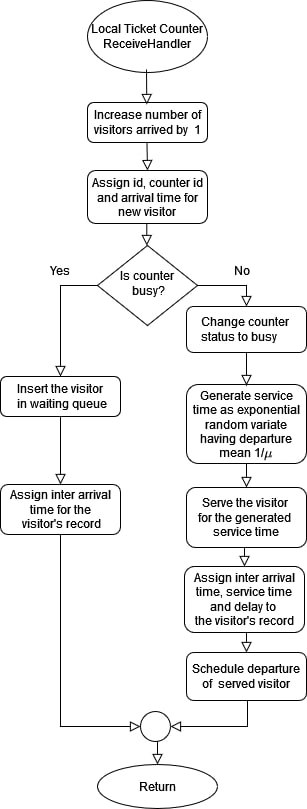 Local Ticket Counter
ReceiveHandler
Increase number of
visitors arrived by 1
Assign id, counter id
and arrival time for
new visitor
Is counter
busy?
Yes
No
Insert the visitor
in waiting queue
Assign inter arrival
time for the
visitor's record
Change counter
status to busy
Generate service
time as exponential
random variate
having departure
mean 1/μ
Serve the visitor
for the generated
service time
Assign inter arrival
time, service time
and delay to
the visitor's record
Schedule departure
of served visitor
Return